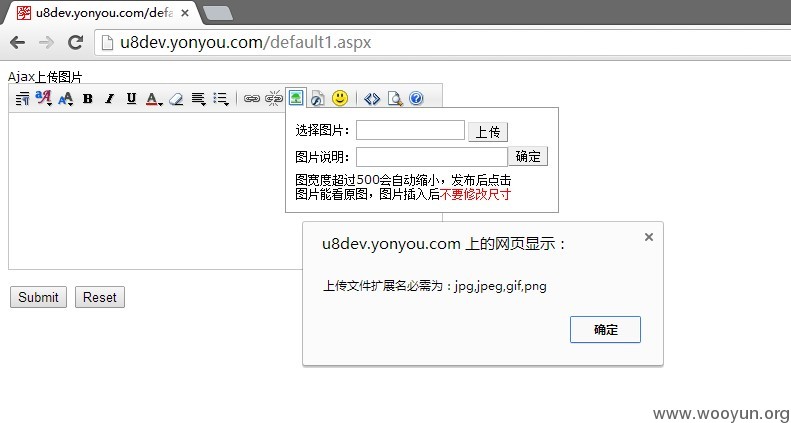 u8dev.yonyou.com/defa
u8dev.yonyou.com/default1.aspx
Ajax上传图片
B I U A
选择图片：
上传
图片说明：
确定
图宽度超过500会自动缩小，发布后点击
图片能看原图，图片插入后不要修改尺寸
u8dev.yonyou.com 上的网页显示：
上传文件扩展名必需为：jpg,jpeg,gif,png
确定
Submit Reset
www.wooyun.org